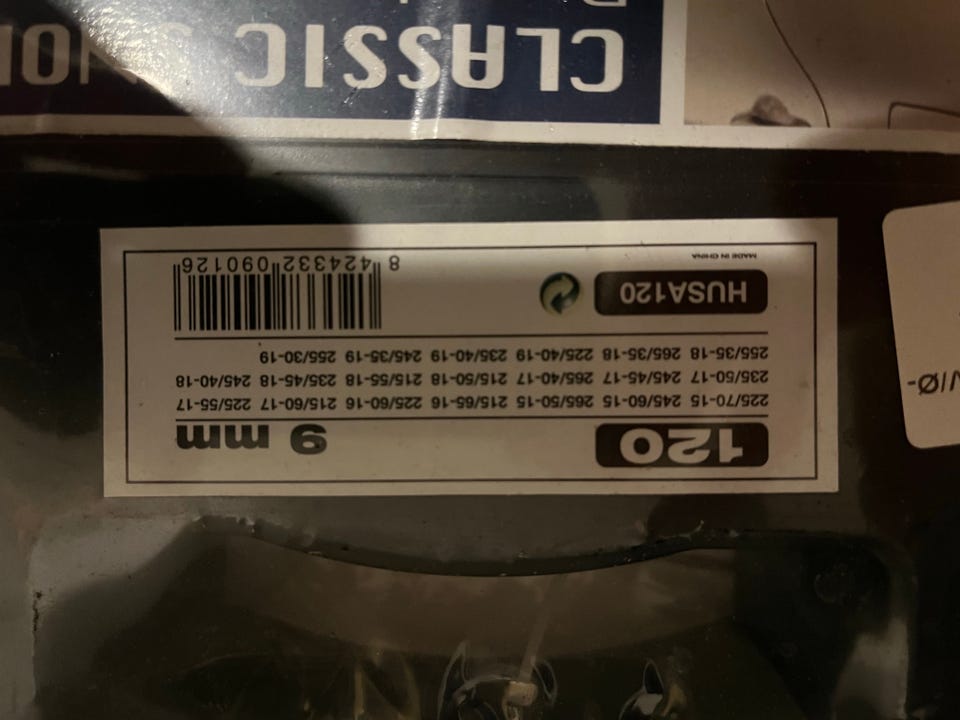 120 9 mm
225/70-15 245/60-15 265/50-15 215/65-16 225/60-16 215/60-17 225/55-17
235/50-17 245/45-17 265/40-17 215/50-18 215/55-18 235/45-18 245/40-18
255/35-18 265/35-18 225/40-19 235/40-19 245/35-19 255/30-19
HUSA120
MADE IN CHINA
8 424332 090126
CLASSIC